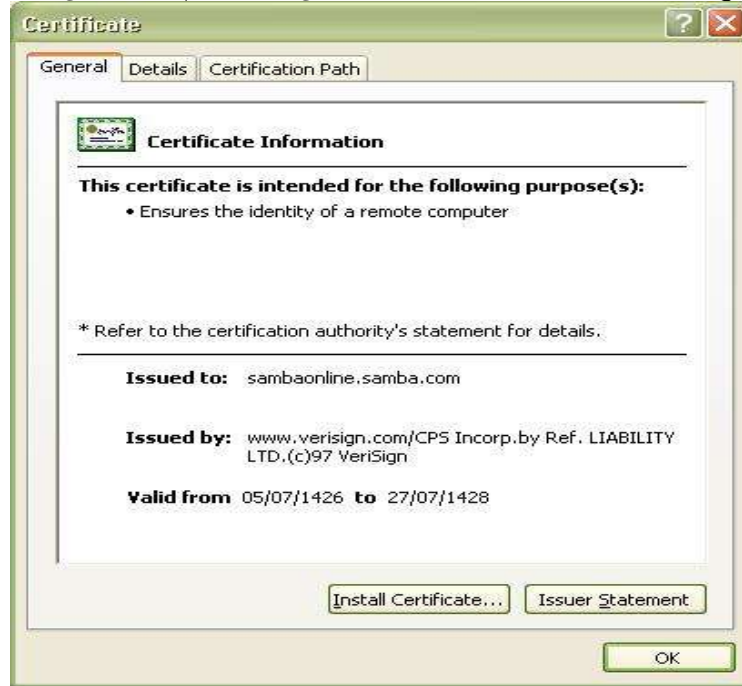 Certificate
General Details Certification Path
Certificate Information
This certificate is intended for the following purpose(s):
• Ensures the identity of a remote computer
* Refer to the certification authority's statement for details.
Issued to: sambaonline.samba.com
Issued by: www.verisign.com/CPS Incorp.by Ref. LIABILITY
LTD.(c)97 VeriSign
Valid from 05/07/1426 to 27/07/1428
Install Certificate... Issuer Statement
OK